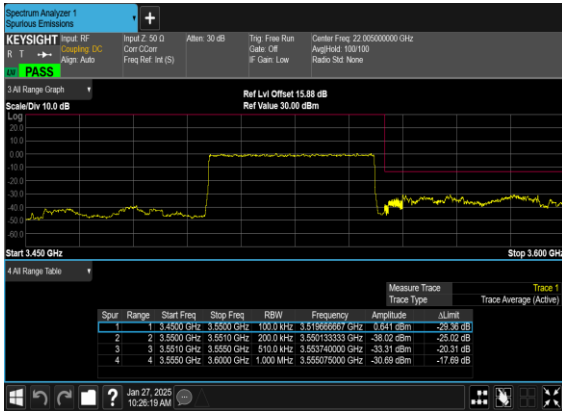 Spectrum Analyzer 1
Spurious Emissions
KEYSIGHT Input: RF Input Z: 50 Ω Atten: 30 dB Trig: Free Run Center Freq: 22.005000000 GHz
R T Coupling: DC Corr CCorr Gate: Off Avg|Hold: 100/100
Align: Auto Freq Ref: Int (S) IF Gain: Low Radio Std: None
PASS
3 All Range Graph
Ref Lvl Offset 15.88 dB
Scale/Div 10.0 dB Ref Value 30.00 dBm
Log
20.0
10.0
0.00
-10.0
-20.0
-30.0
-40.0
-50.0
-60.0
Start 3.450 GHz Stop 3.600 GHz
4 All Range Table
Measure Trace Trace 1
Trace Type Trace Average (Active)
Spur Range Start Freq Stop Freq RBW Frequency Amplitude ΔLimit
1 1 3.4500 GHz 3.5500 GHz 100.0 kHz 3.519666667 GHz 0.641 dBm -29.36 dB
2 2 3.5500 GHz 3.5510 GHz 200.0 kHz 3.550133333 GHz -38.02 dBm -25.02 dB
3 3 3.5510 GHz 3.5550 GHz 510.0 kHz 3.553740000 GHz -33.31 dBm -20.31 dB
4 4 3.5550 GHz 3.6000 GHz 1.000 MHz 3.555075000 GHz -30.69 dBm -17.69 dB
Jan 27, 2025
10:26:19 AM